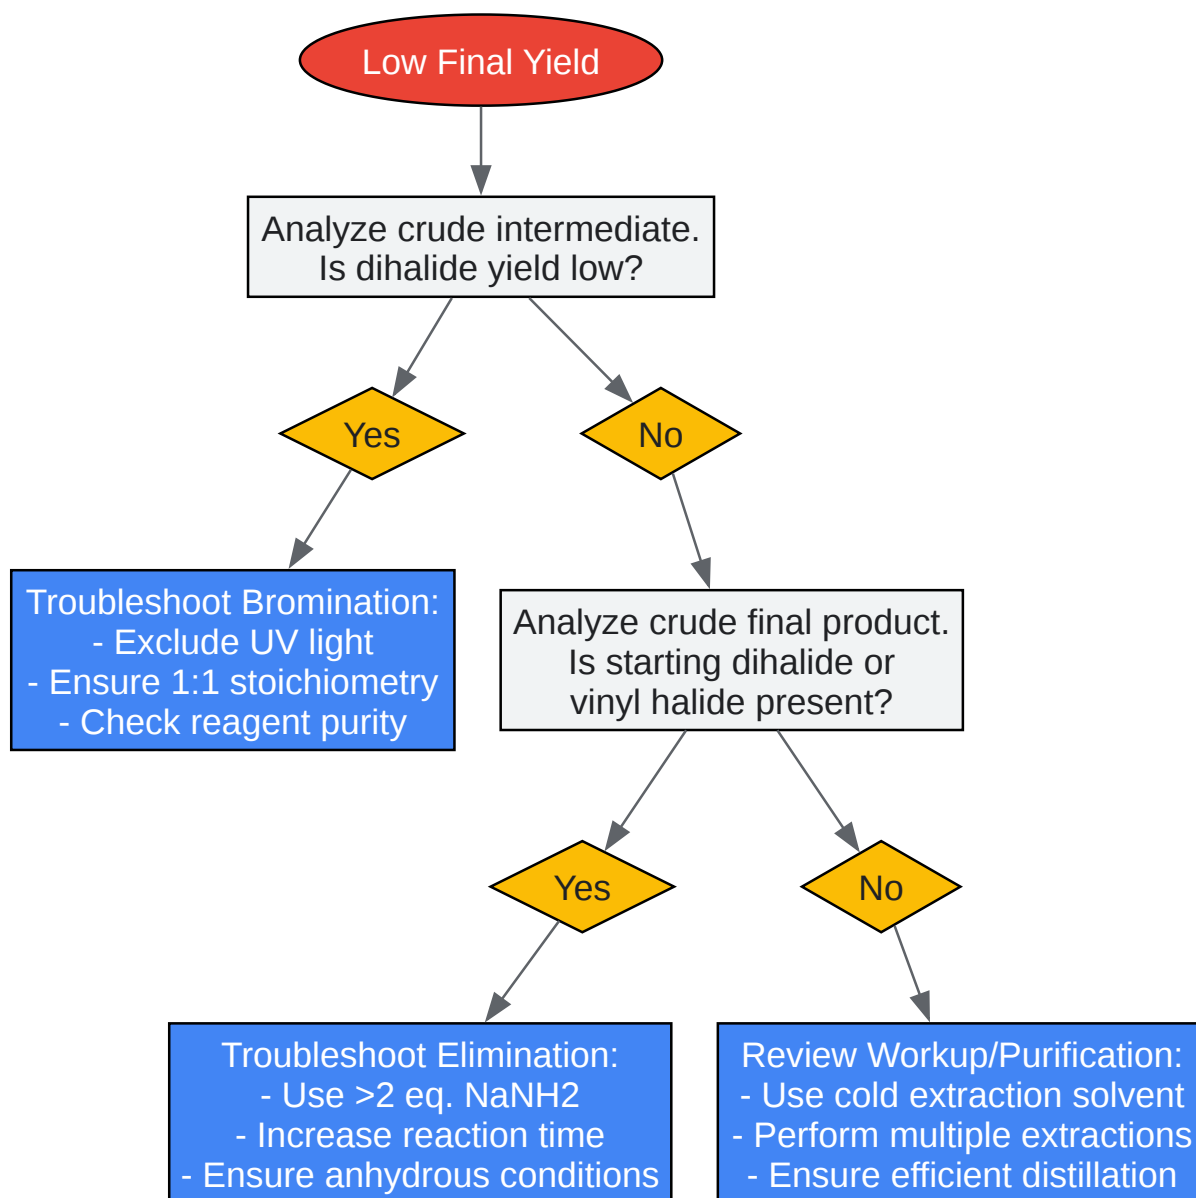 Low Final Yield
Analyze crude intermediate.
Is dihalide yield low?
Yes
No
Troubleshoot Bromination:
- Exclude UV light
- Ensure 1:1 stoichiometry
- Check reagent purity
Analyze crude final product.
Is starting dihalide or
vinyl halide present?
Yes
No
Troubleshoot Elimination:
- Use >2 eq. NaNH2
- Increase reaction time
- Ensure anhydrous conditions
Review Workup/Purification:
- Use cold extraction solvent
- Perform multiple extractions
- Ensure efficient distillation